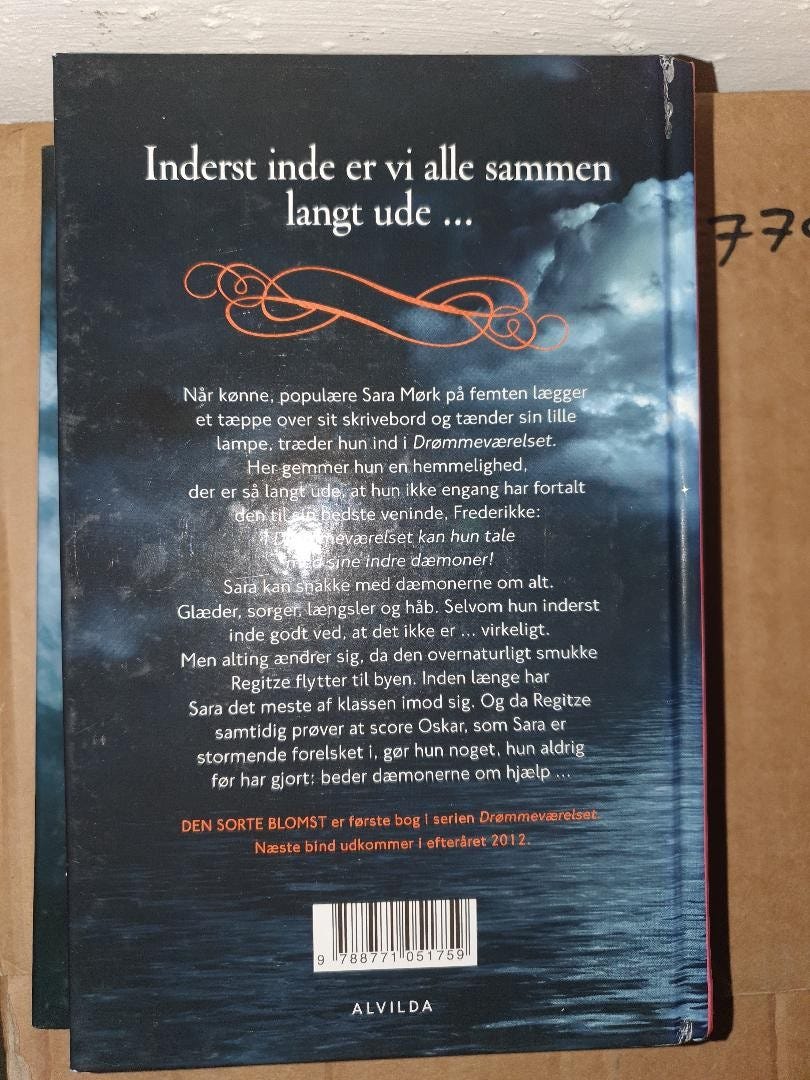 Inderst inde er vi alle sammen
langt ude ...
Når kønne, populære Sara Mørk på femten lægger
et tæppe over sit skrivebord og tænder sin lille
lampe, træder hun ind i Drømmeværelset.
Her gemmer hun en hemmelighed,
der er så langt ude, at hun ikke engang har fortalt
den til sin bedste veninde, Frederikke:
I Drømmeværelset kan hun tale
med sine indre dæmoner!
Sara kan snakke med dæmonerne om alt.
Glæder, sorger, længsler og håb. Selvom hun inderst
inde godt ved, at det ikke er ... virkeligt.
Men alting ændrer sig, da den overnaturligt smukke
Regitze flytter til byen. Inden længe har
Sara det meste af klassen imod sig. Og da Regitze
samtidig prøver at score Oskar, som Sara er
stormende forelsket i, gør hun noget, hun aldrig
før har gjort: beder dæmonerne om hjælp ...
DEN SORTE BLOMST er første bog i serien Drømmeværelset.
Næste bind udkommer i efteråret 2012.
9 788771 051759
ALVILDA